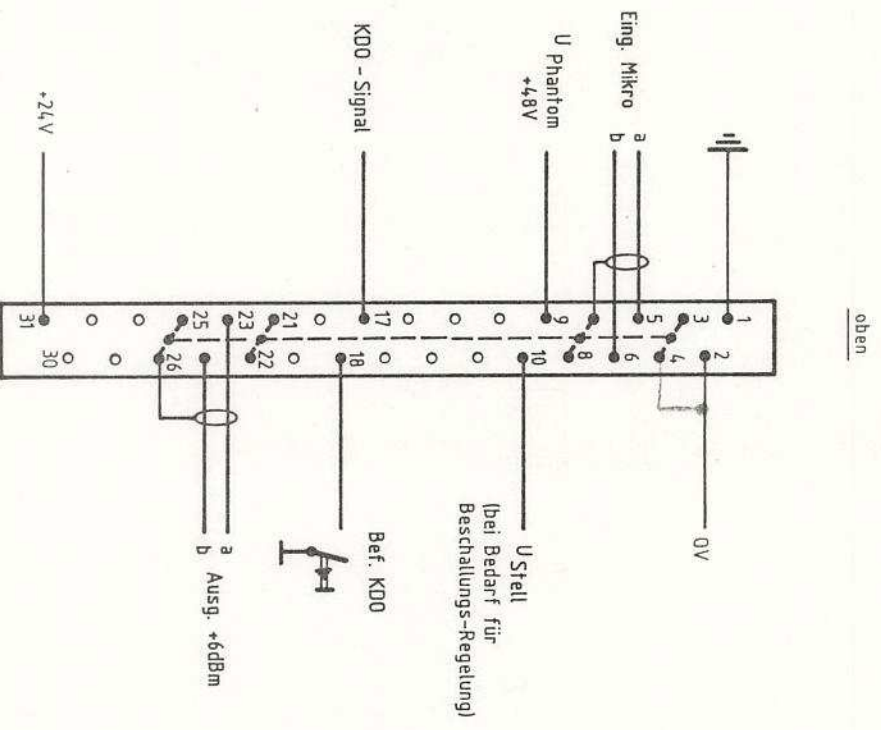 oben
1
2
0V
3
4
Eing. Mikro
a
b
5
6
8
U Phantom
+48V
9
10
U Stell
(bei Bedarf für
Beschallungs-Regelung)
KDO - Signal
17
18
Bef. KDO
21
22
23
25
26
a
b
Ausg. +6dBm
30
+24V
31